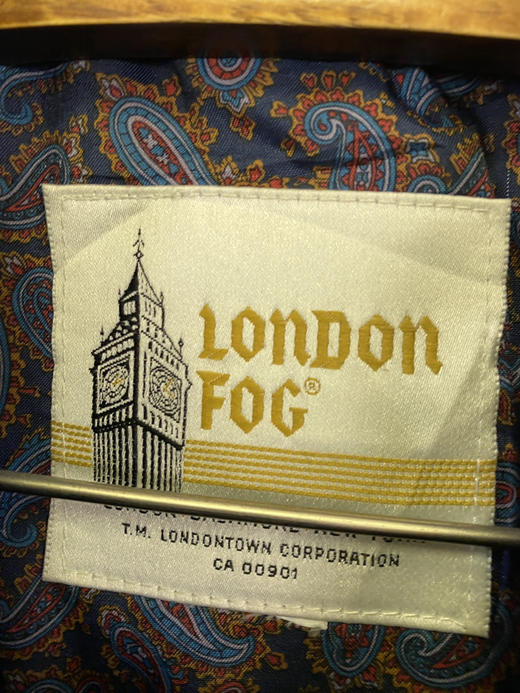 LONDON
FOG®
T.M. LONDONTOWN CORPORATION
CA 00901